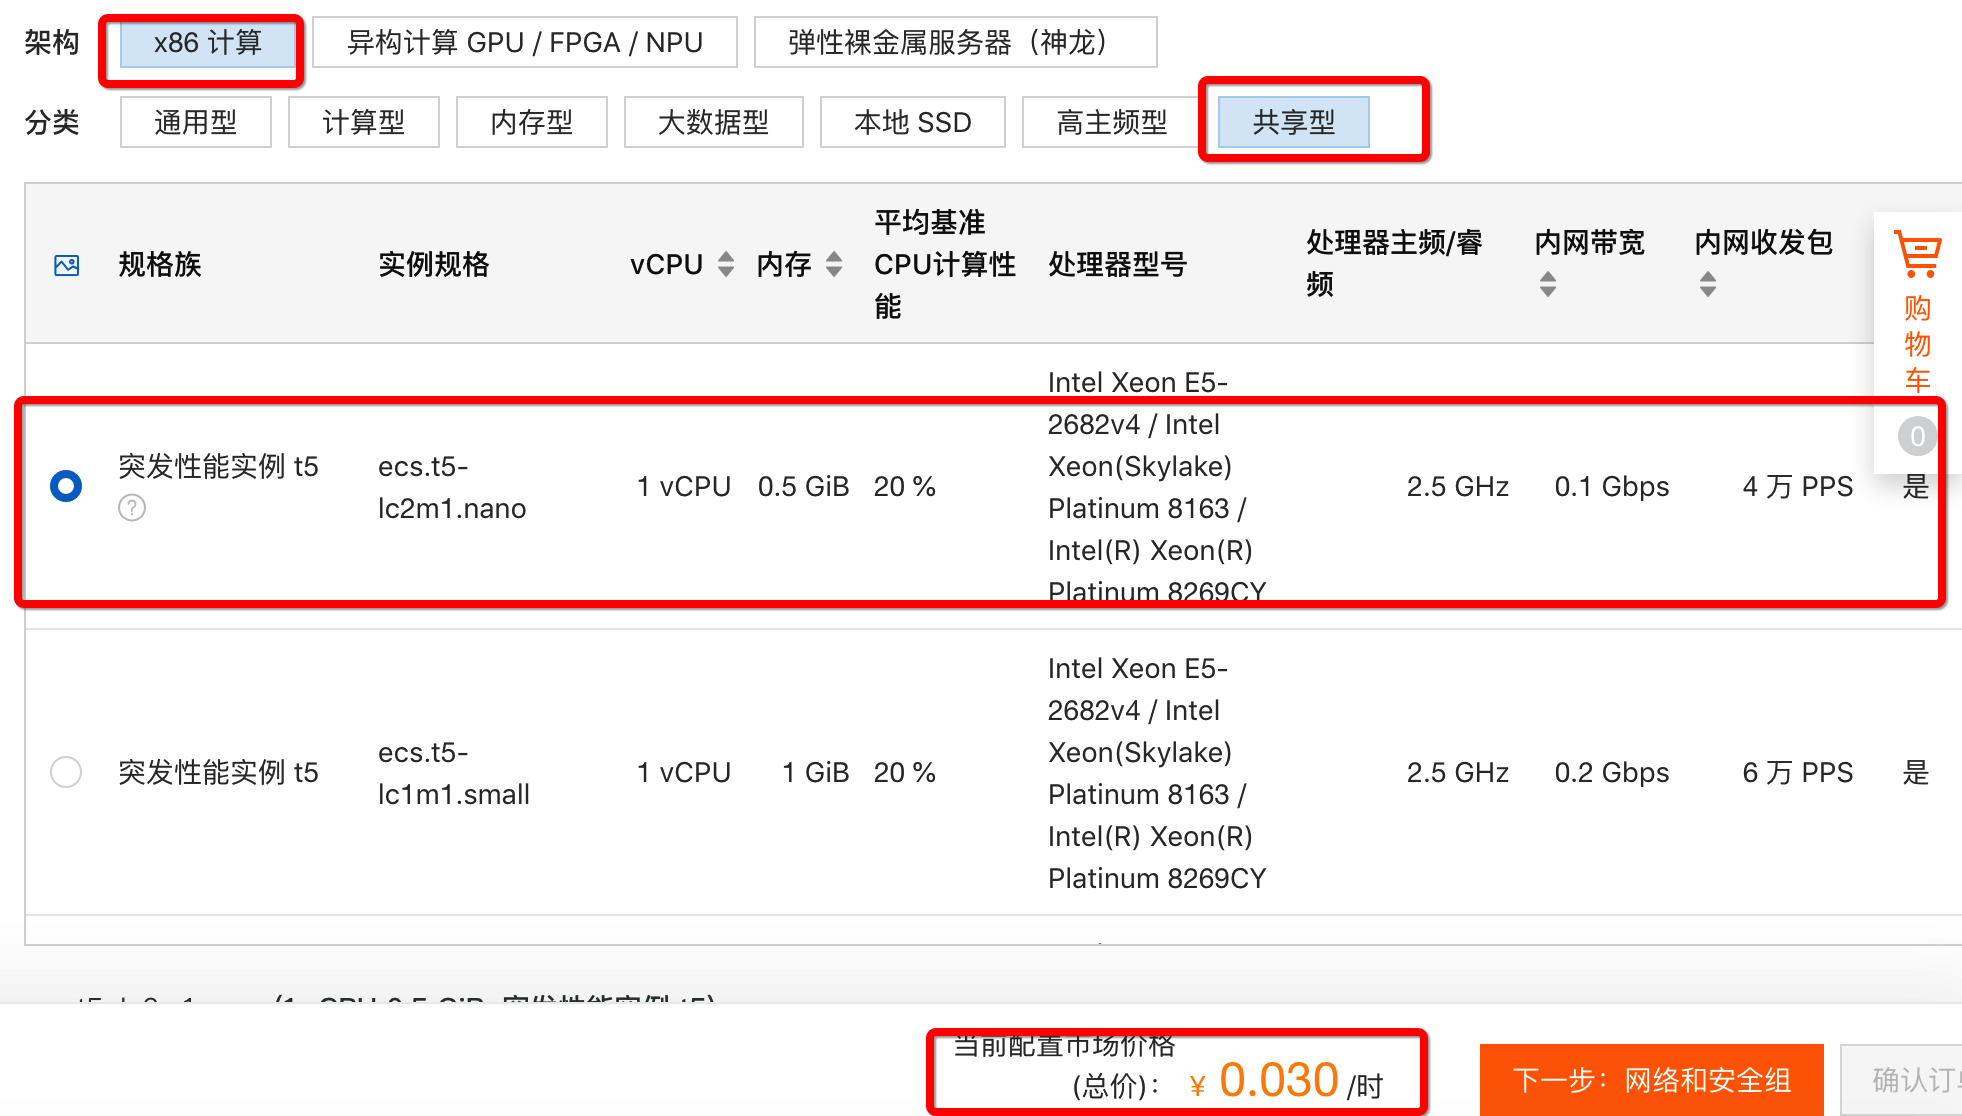 架构
x86 计算
异构计算 GPU / FPGA / NPU
弹性裸金属服务器（神龙）
分类
通用型
计算型
内存型
大数据型
本地 SSD
高主频型
共享型
规格族
实例规格
vCPU
内存
平均基准
CPU计算性
能
处理器型号
处理器主频/睿
频
内网带宽
内网收发包
购
物
车
0
突发性能实例 t5
?
ecs.t5-
lc2m1.nano
1 vCPU
0.5 GiB
20 %
Intel Xeon E5-
2682v4 / Intel
Xeon(Skylake)
Platinum 8163 /
Intel(R) Xeon(R)
Platinum 8269CY
2.5 GHz
0.1 Gbps
4 万 PPS
是
突发性能实例 t5
ecs.t5-
lc1m1.small
1 vCPU
1 GiB
20 %
Intel Xeon E5-
2682v4 / Intel
Xeon(Skylake)
Platinum 8163 /
Intel(R) Xeon(R)
Platinum 8269CY
2.5 GHz
0.2 Gbps
6 万 PPS
是
当前配置市场价格
(总价)： ¥ 0.030 /时
下一步：网络和安全组
确认订